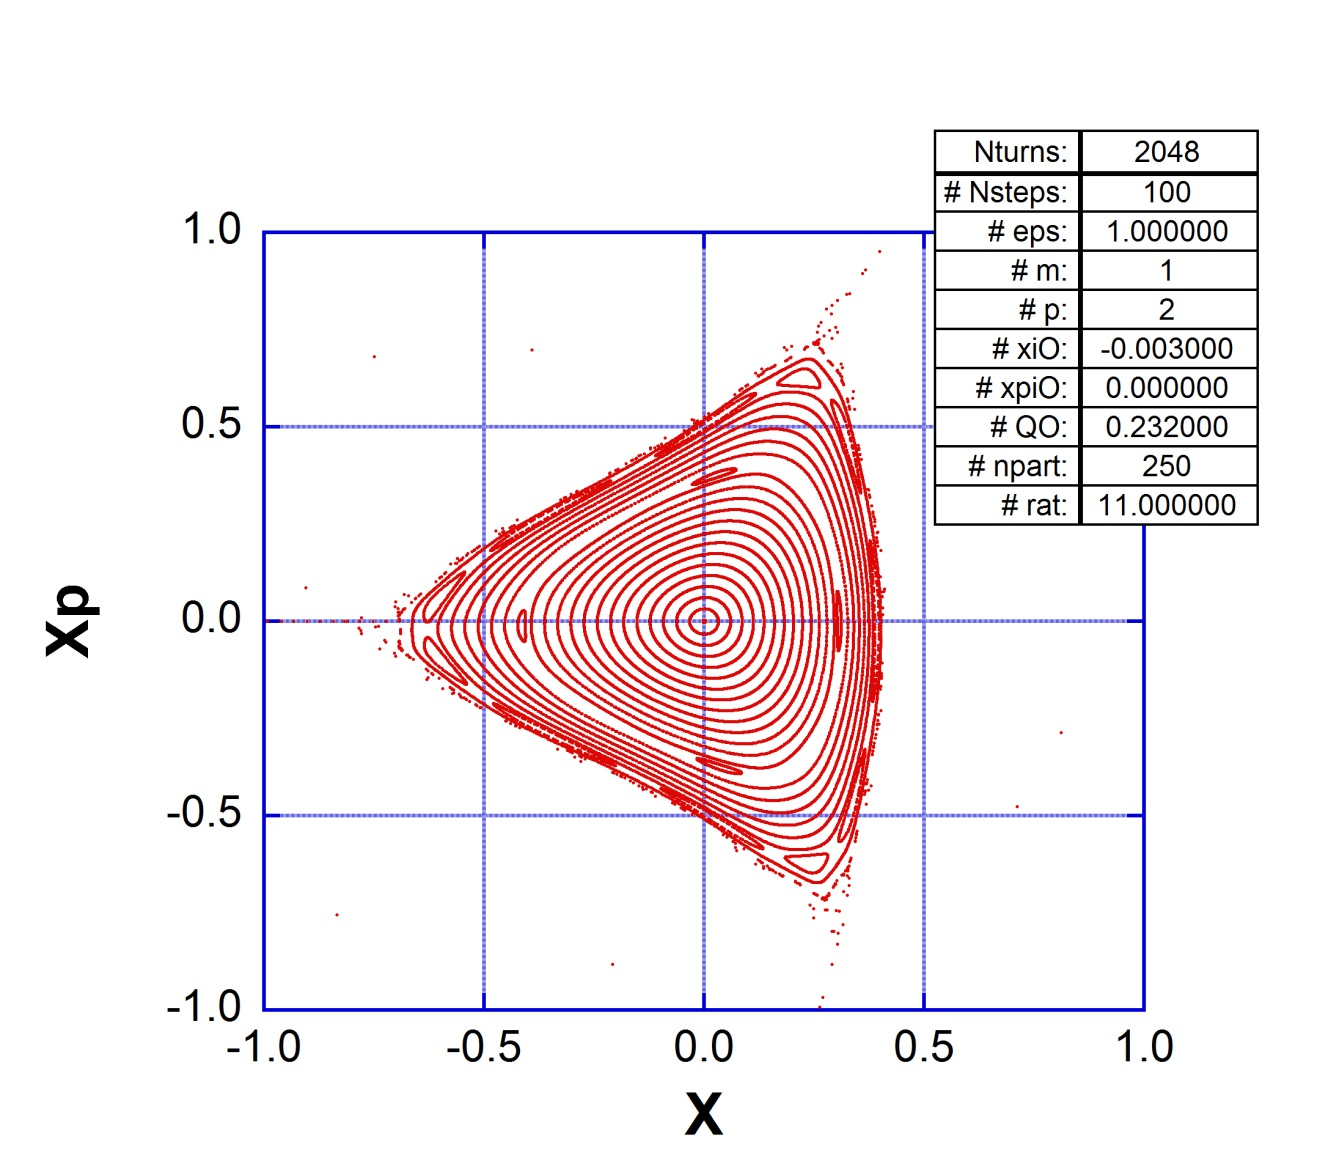 Nturns: 2048
# Nsteps: 100
# eps: 1.000000
# m: 1
# p: 2
# xiO: -0.003000
# xpiO: 0.000000
# QO: 0.232000
# npart: 250
# rat: 11.000000
1.0
0.5
0.0
-0.5
-1.0
Xp
-1.0 -0.5 0.0 0.5 1.0
X